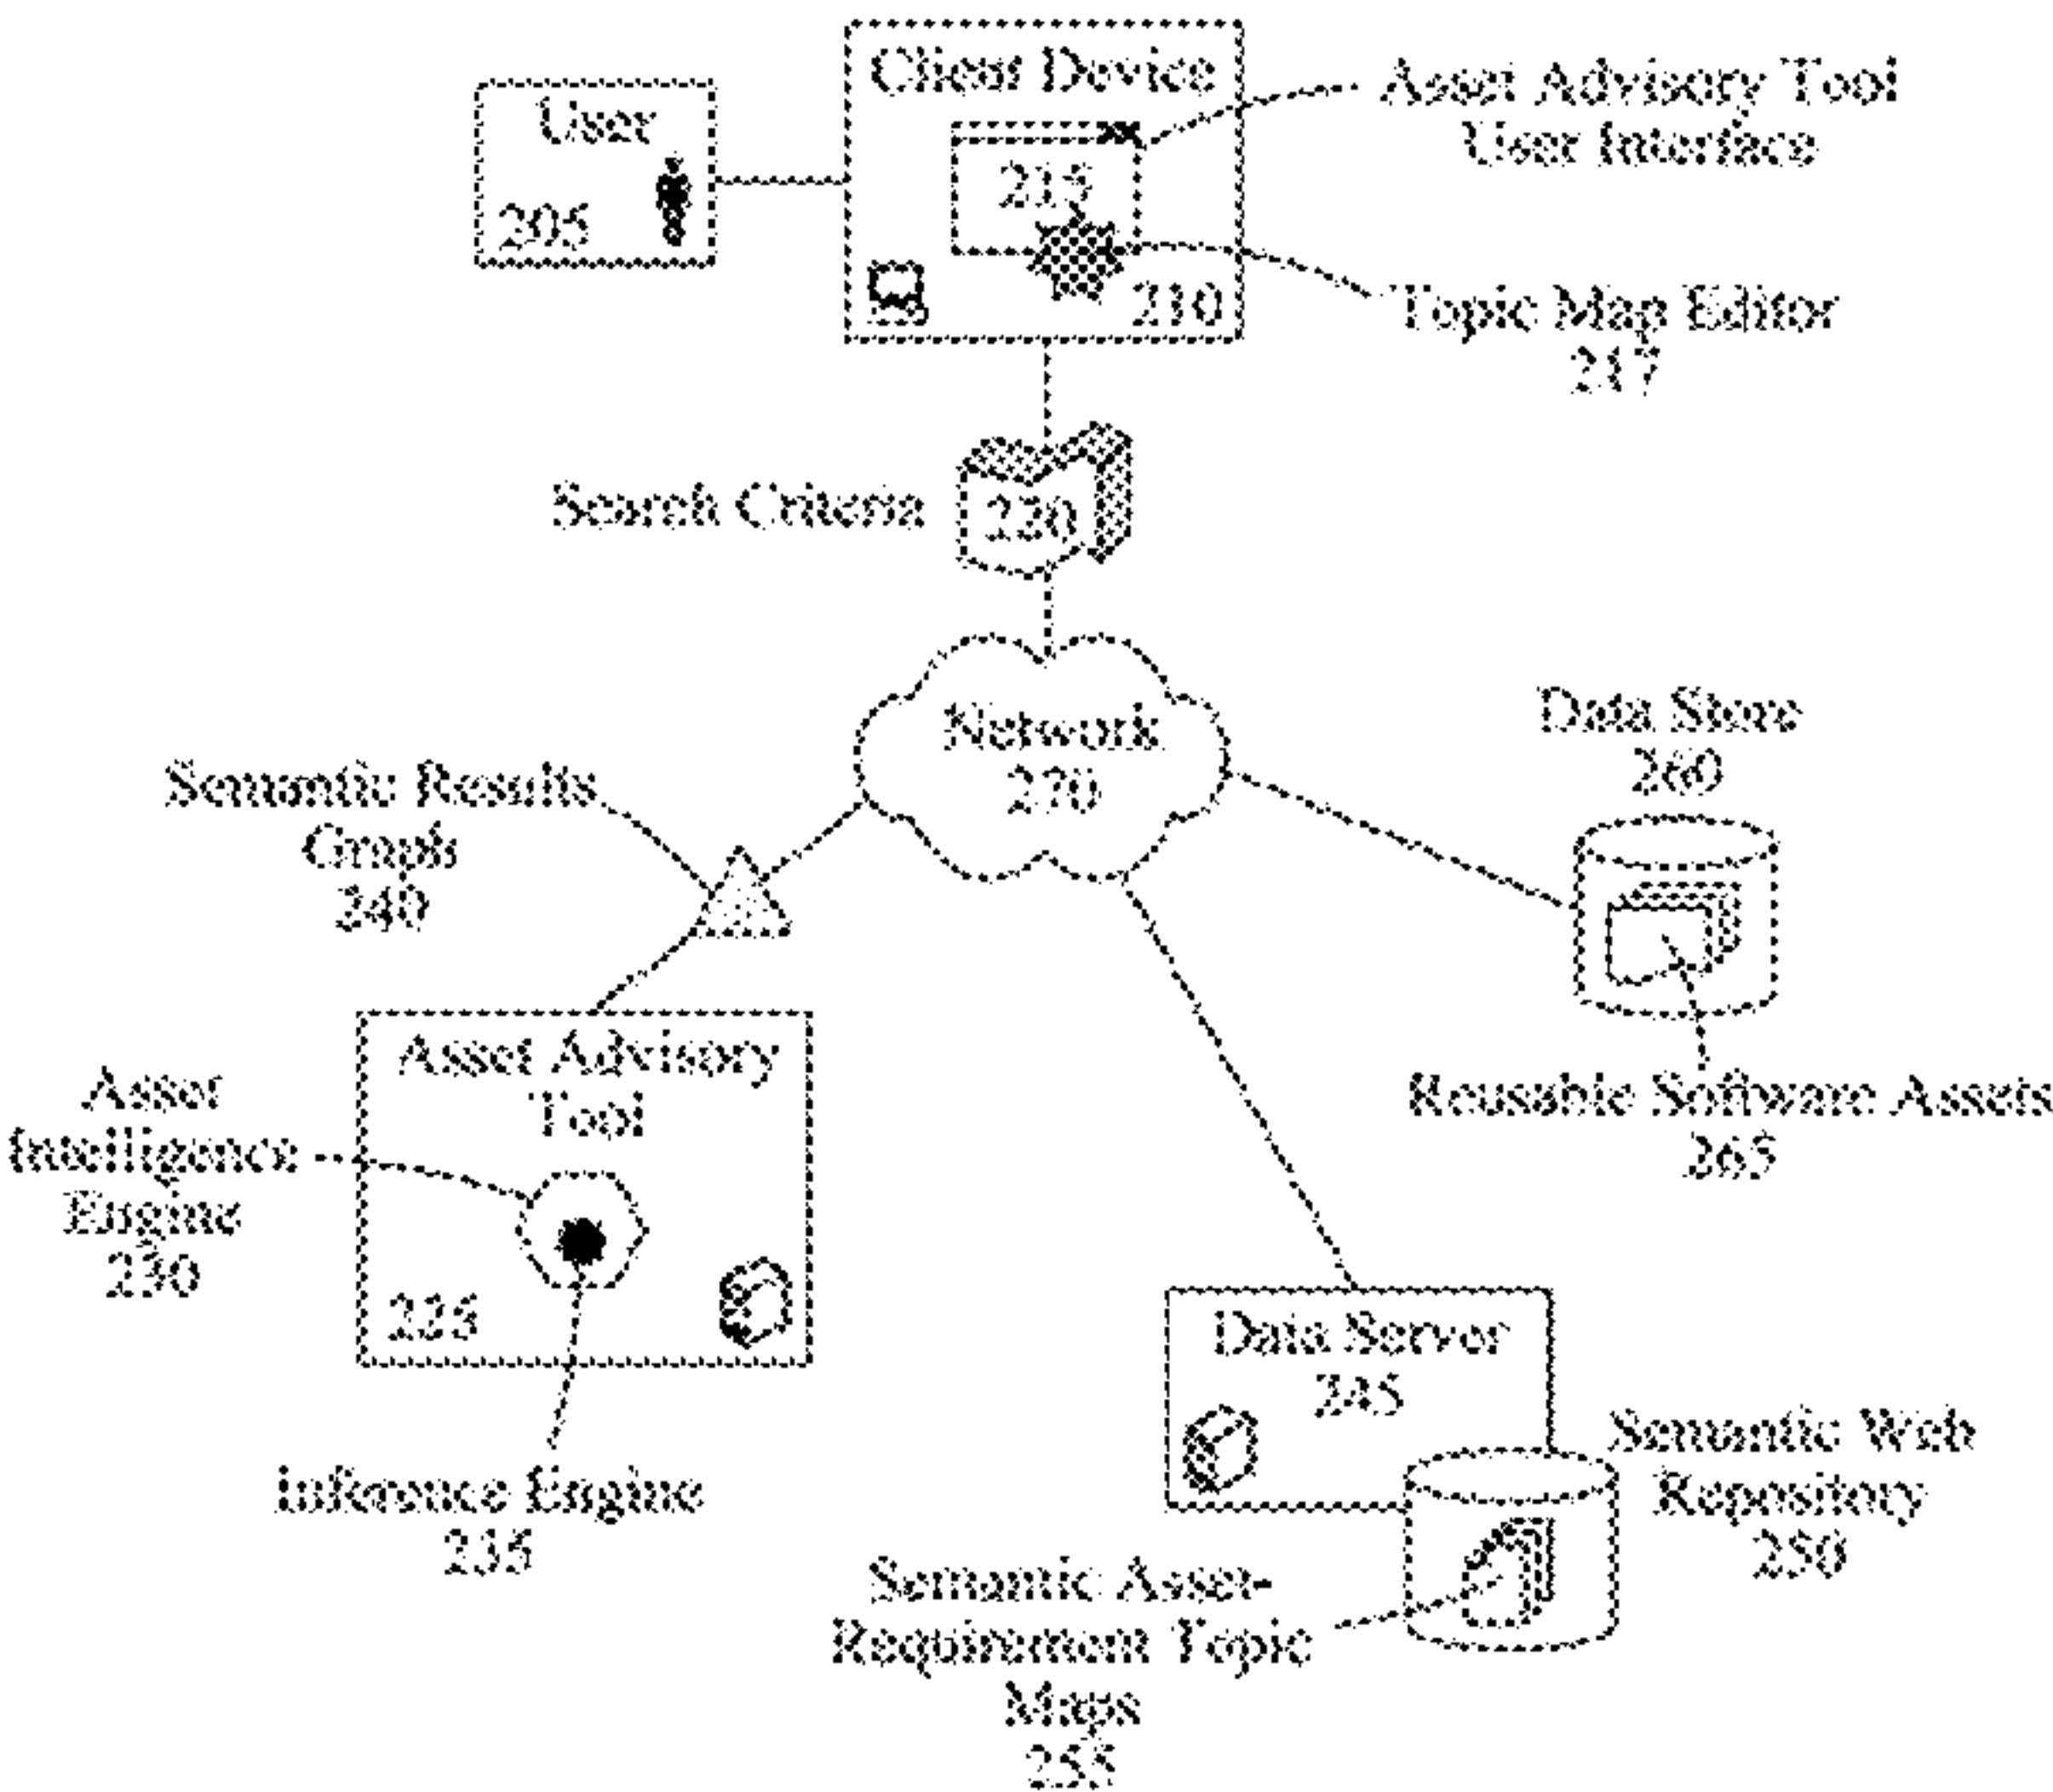 Client Device
Asset Advisory Tool
User Interface
User
215
205
210
Topic Map Editor
217
Search Criteria
220
Network
270
Data Store
260
Semantic Results
Graph
240
Asset Advisory
Tool
Reusable Software Assets
265
Asset
Intelligence
Engine
230
225
Data Server
245
Semantic Web
Repository
250
Inference Engine
235
Semantic Asset-
Requirement Topic
Maps
255